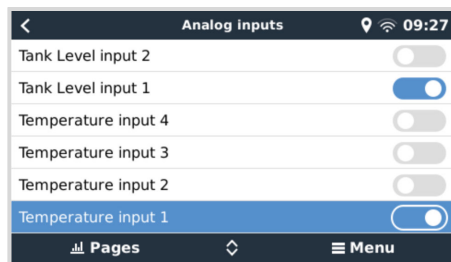 Analog inputs 09:27
Tank Level input 2
Tank Level input 1
Temperature input 4
Temperature input 3
Temperature input 2
Temperature input 1
Pages Menu